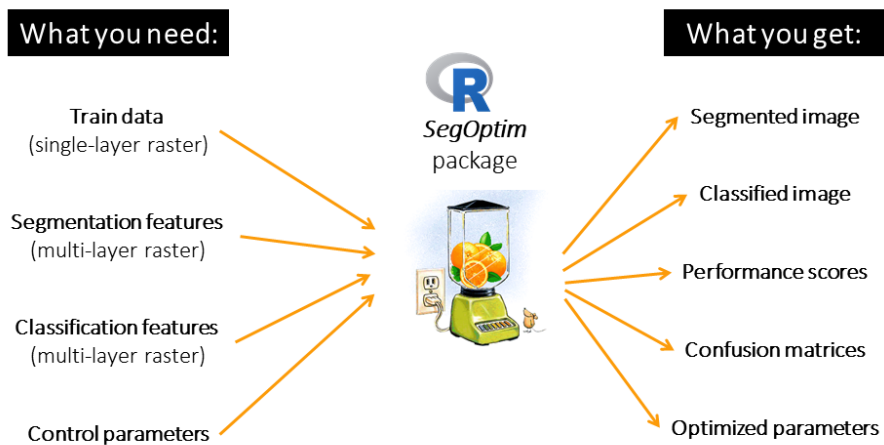 What you need:
Train data
(single-layer raster)
Segmentation features
(multi-layer raster)
Classification features
(multi-layer raster)
Control parameters
R
SegOptim
package
What you get:
Segmented image
Classified image
Performance scores
Confusion matrices
Optimized parameters